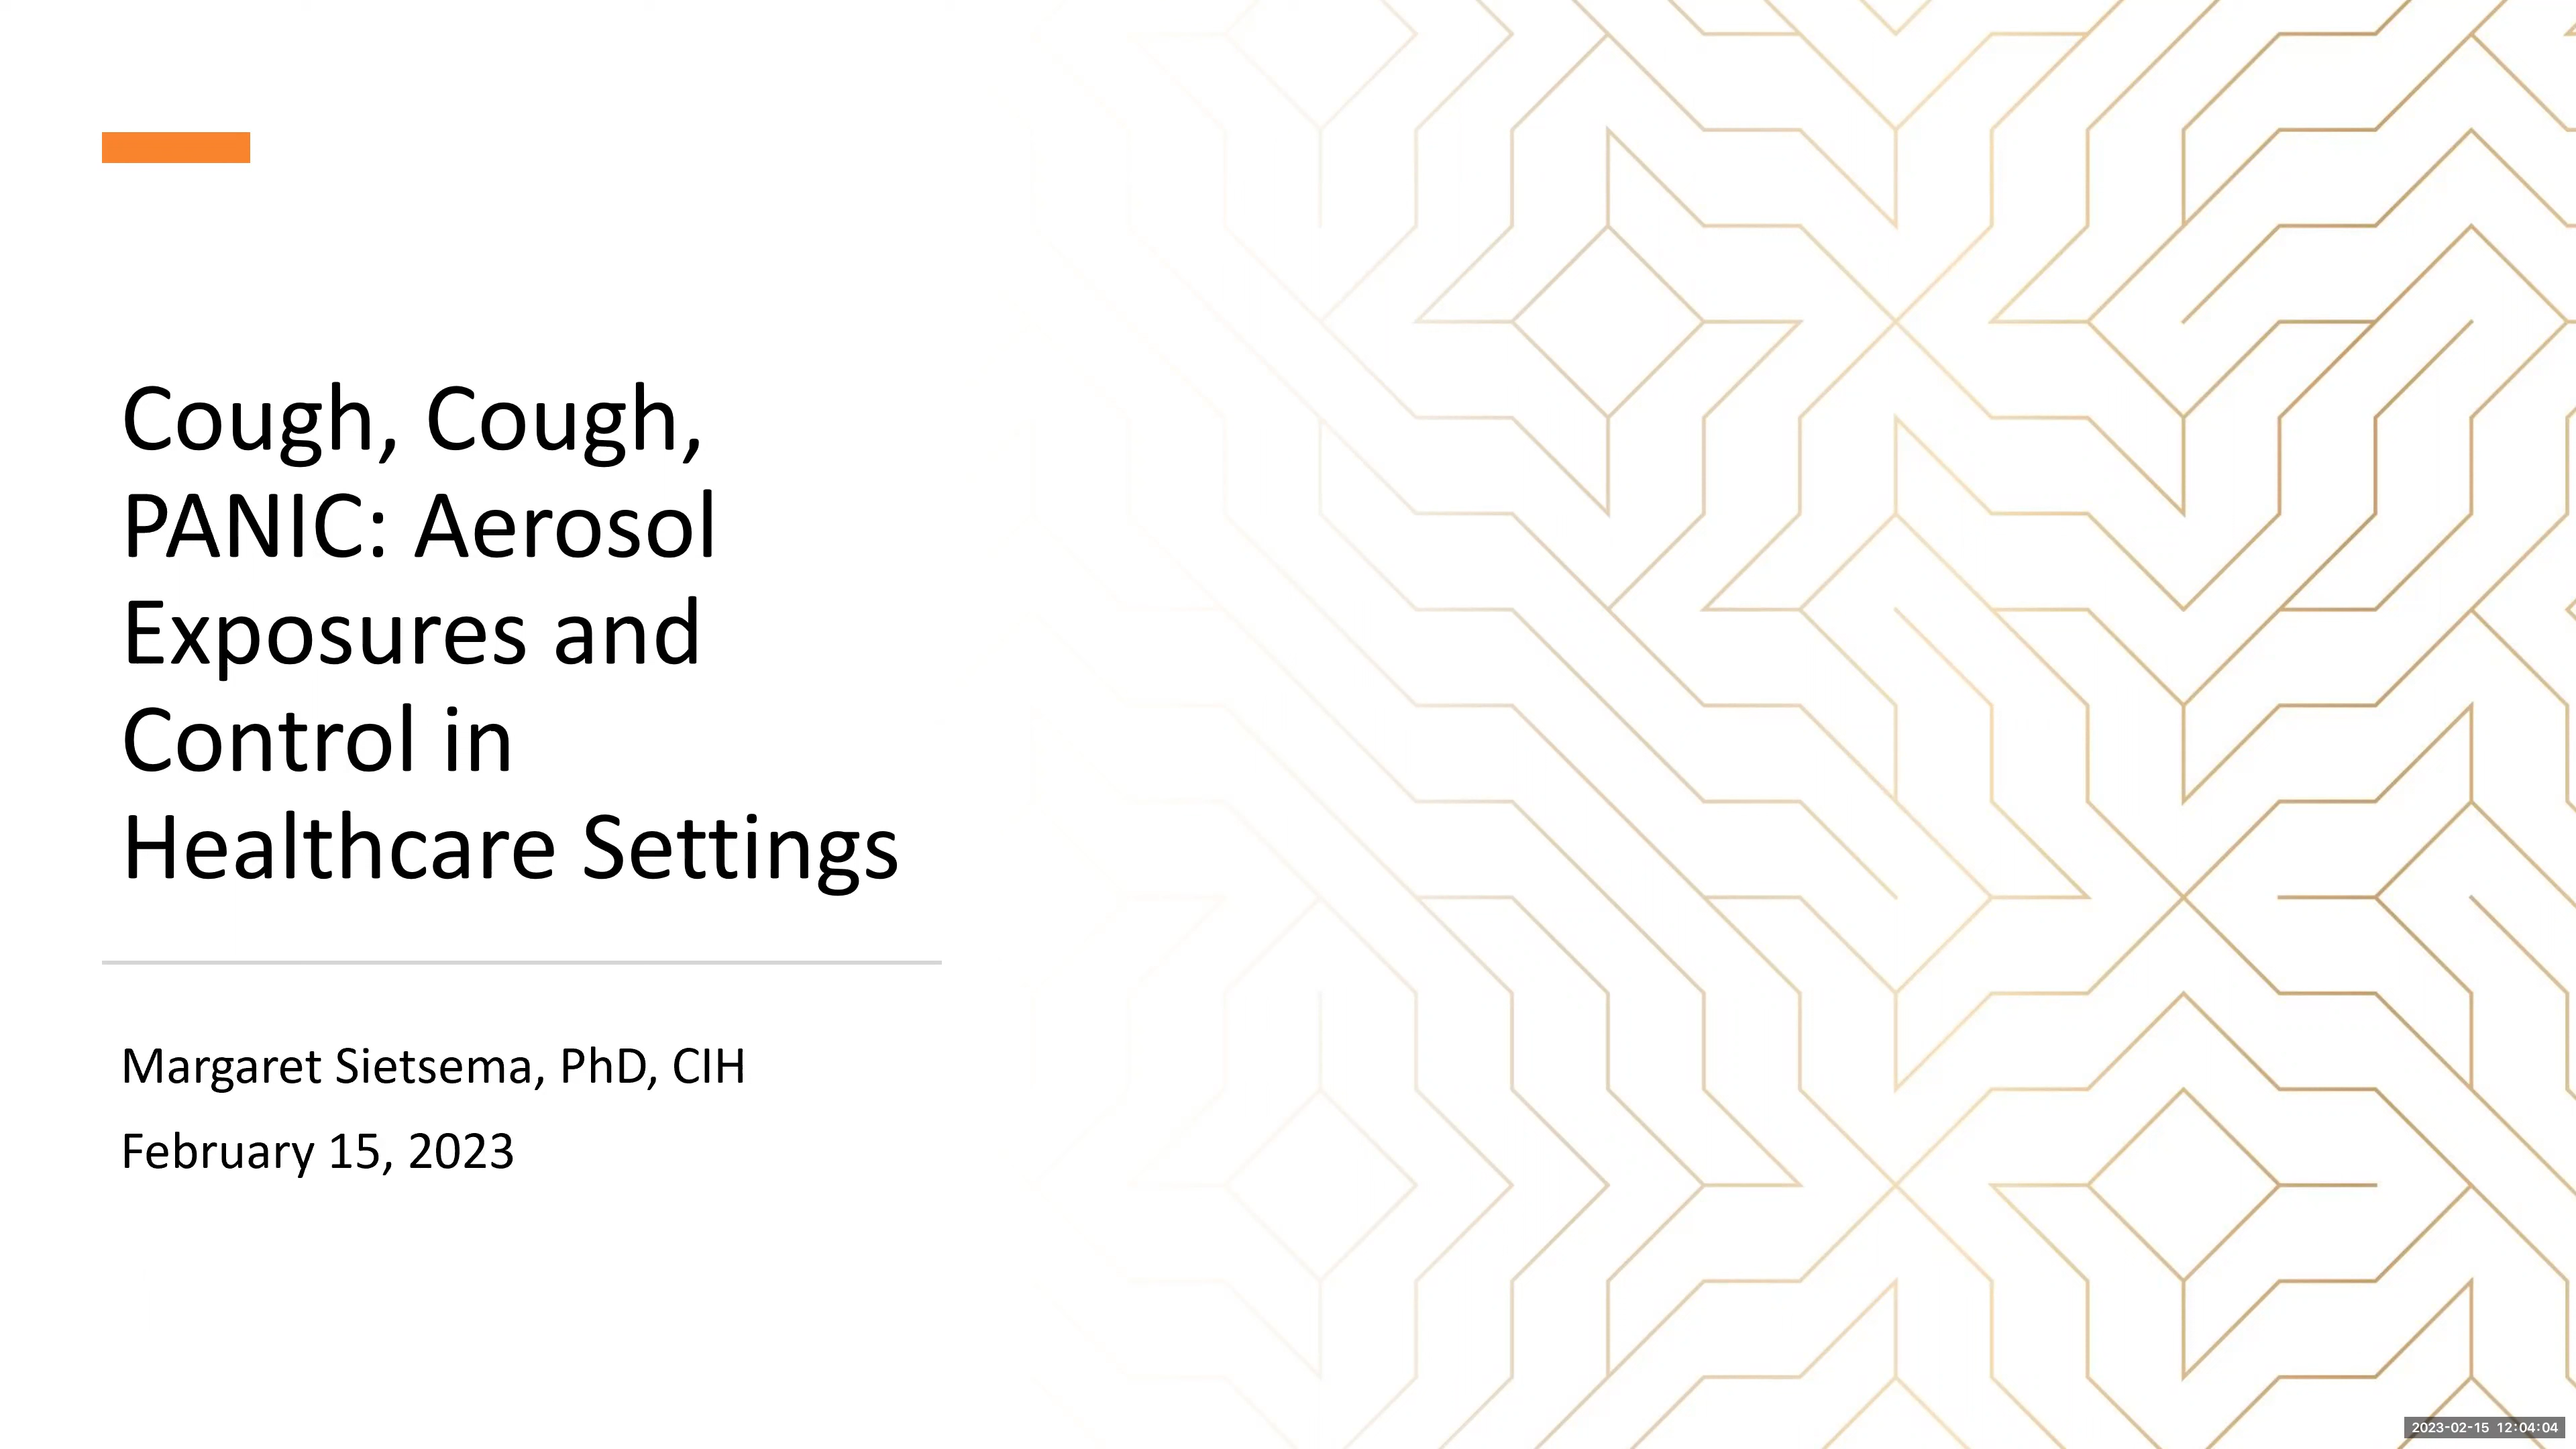 Cough, Cough,
PANIC: Aerosol
Exposures and
Control in
Healthcare Settings
Margaret Sietsema, PhD, CIH
February 15, 2023
2023-02-15 12:04:04